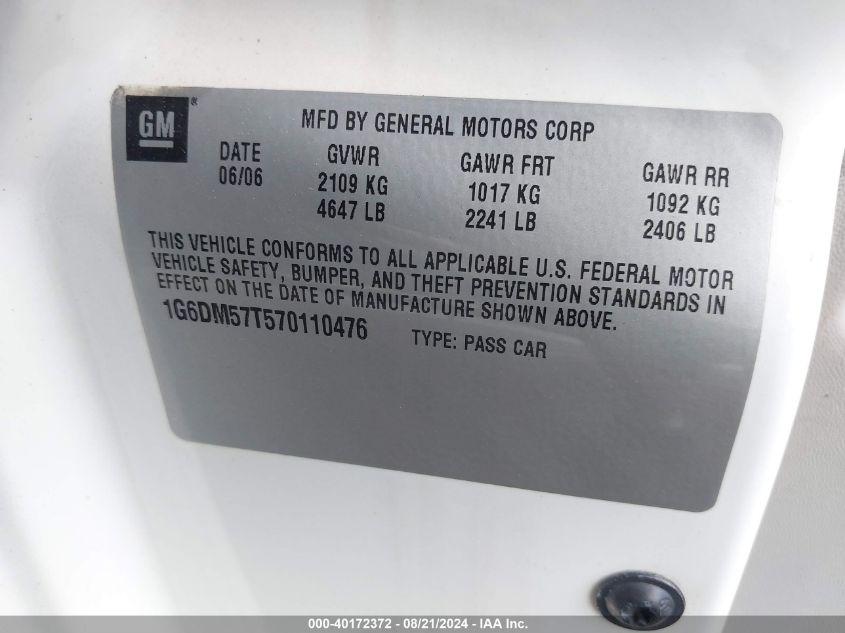 GM®
MFD BY GENERAL MOTORS CORP
DATE GVWR GAWR FRT GAWR RR
06/06 2109 KG 1017 KG 1092 KG
4647 LB 2241 LB 2406 LB
THIS VEHICLE CONFORMS TO ALL APPLICABLE U.S. FEDERAL MOTOR
VEHICLE SAFETY, BUMPER, AND THEFT PREVENTION STANDARDS IN
EFFECT ON THE DATE OF MANUFACTURE SHOWN ABOVE.
1G6DM57T570110476 TYPE: PASS CAR
000-40172372 - 08/21/2024 - IAA Inc.